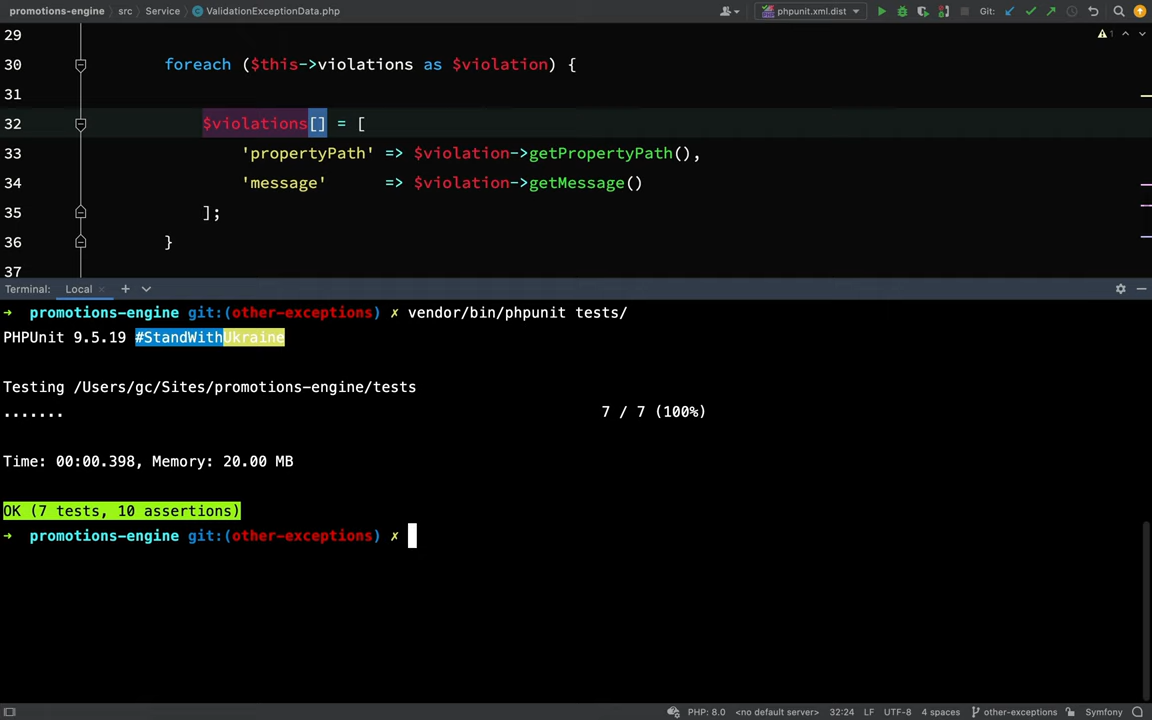 promotions-engine > src > Service > ValidationExceptionData.php
phpunit.xml.dist
Git:
1
29
30 foreach ($this->violations as $violation) {
31
32 $violations[] = [
33 'propertyPath' => $violation->getPropertyPath(),
34 'message' => $violation->getMessage()
35 ];
36 }
37
Terminal: Local × +
→ promotions-engine git:(other-exceptions) ✗ vendor/bin/phpunit tests/
PHPUnit 9.5.19 #StandWithUkraine
Testing /Users/gc/Sites/promotions-engine/tests
....... 7 / 7 (100%)
Time: 00:00.398, Memory: 20.00 MB
OK (7 tests, 10 assertions)
→ promotions-engine git:(other-exceptions) ✗
PHP: 8.0 <no default server> 32:24 LF UTF-8 4 spaces other-exceptions Symfony